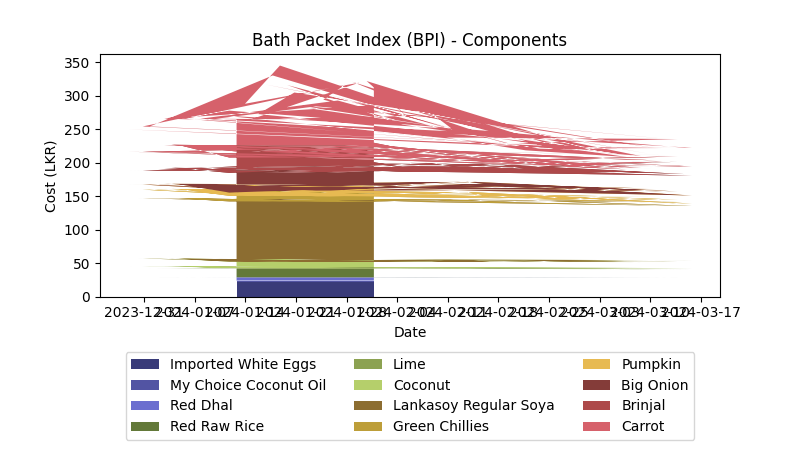 Bath Packet Index (BPI) - Components
350
300
250
200
150
100
50
0
Cost (LKR)
2023-12-31 2024-01-07 2024-01-14 2024-01-21 2024-01-28 2024-02-04 2024-02-11 2024-02-18 2024-02-25 2024-03-03 2024-03-10 2024-03-17
Date
Imported White Eggs
My Choice Coconut Oil
Red Dhal
Red Raw Rice
Lime
Coconut
Lankasoy Regular Soya
Green Chillies
Pumpkin
Big Onion
Brinjal
Carrot